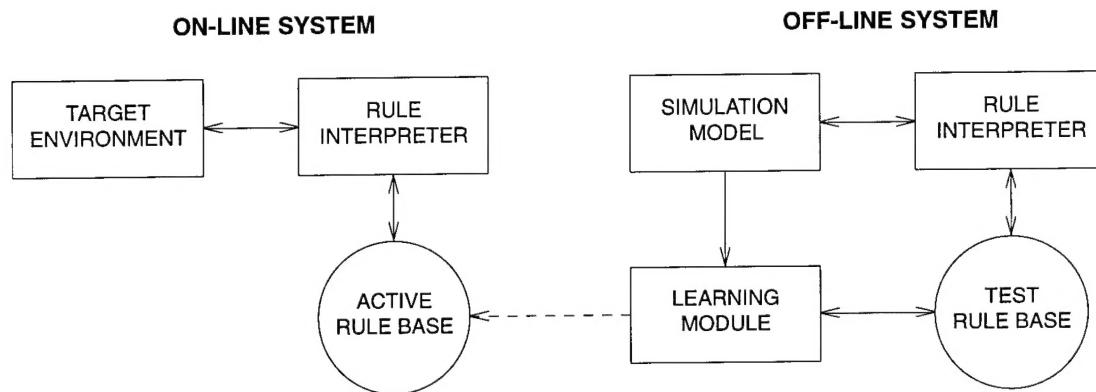 ON-LINE SYSTEM
OFF-LINE SYSTEM
TARGET
ENVIRONMENT
RULE
INTERPRETER
SIMULATION
MODEL
RULE
INTERPRETER
ACTIVE
RULE BASE
LEARNING
MODULE
TEST
RULE BASE